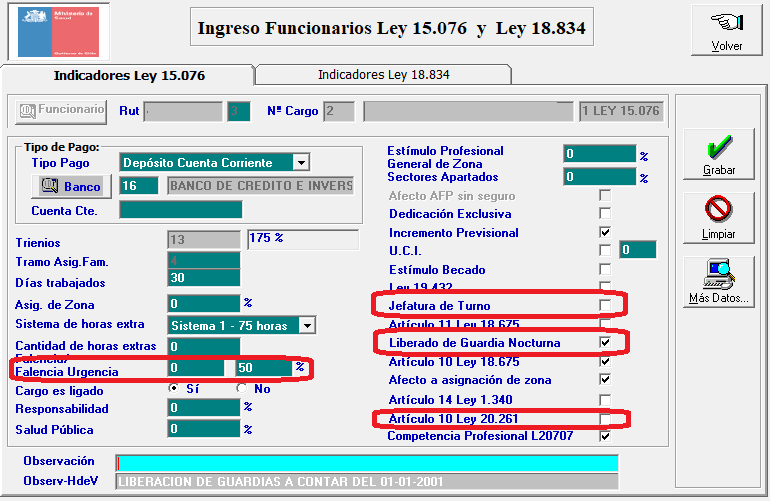 Ministerio de
Salud
Gobierno de Chile
Ingreso Funcionarios Ley 15.076 y Ley 18.834
Volver
Indicadores Ley 15.076
Indicadores Ley 18.834
Funcionario
Rut
3
Nº Cargo
2
1 LEY 15.076
Tipo de Pago:
Tipo Pago
Depósito Cuenta Corriente
Banco
16
BANCO DE CREDITO E INVERS
Cuenta Cte.
Trienios
13
175 %
Tramo Asig.Fam.
4
Días trabajados
30
Asig. de Zona
0
%
Sistema de horas extra
Sistema 1 - 75 horas
Cantidad de horas extras
0
Falencia/
Falencia Urgencia
0
50
%
Cargo es ligado
Sí
No
Responsabilidad
0
%
Salud Pública
0
%
Estímulo Profesional
General de Zona
0
%
Sectores Apartados
0
%
Afecto AFP sin seguro
Dedicación Exclusiva
Incremento Previsional
U.C.I.
0
Estímulo Becado
Ley 19.432
Jefatura de Turno
Artículo 11 Ley 18.675
Liberado de Guardia Nocturna
Artículo 10 Ley 18.675
Afecto a asignación de zona
Artículo 14 Ley 1.340
Artículo 10 Ley 20.261
Competencia Profesional L20707
Grabar
Limpiar
Más Datos...
Observación
Observ-HdeV
LIBERACION DE GUARDIAS A CONTAR DEL 01-01-2001